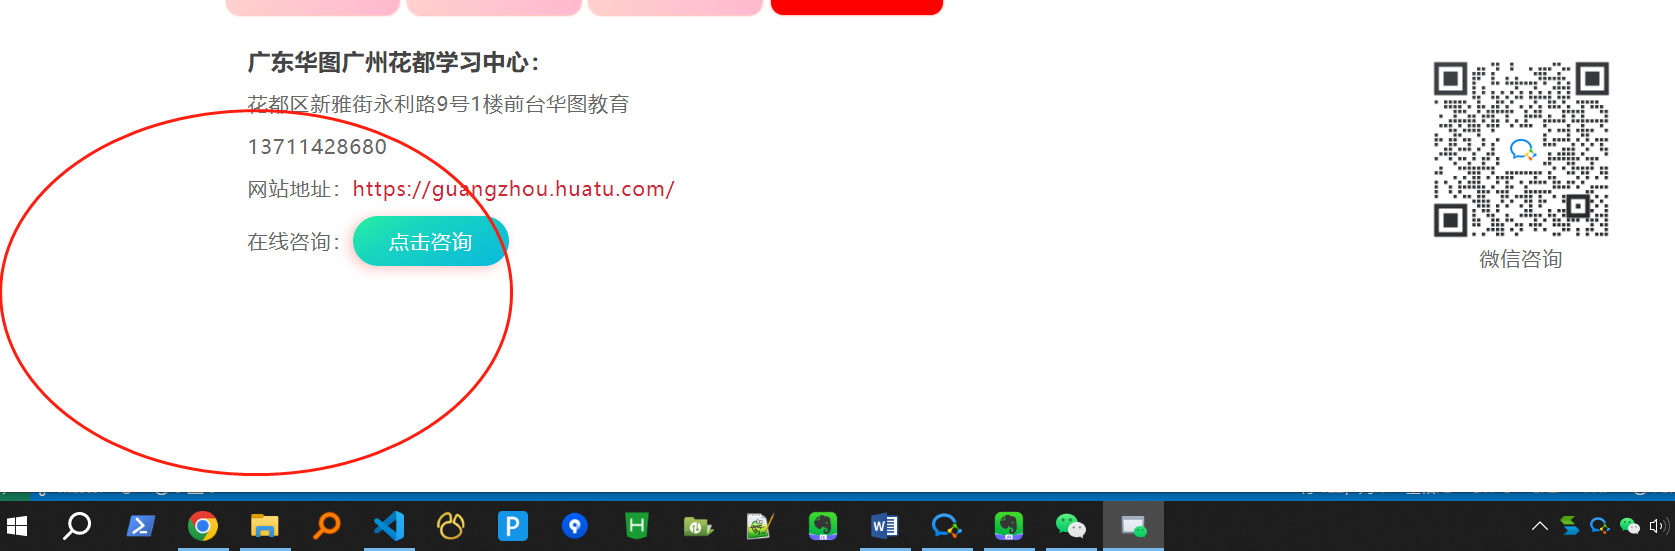 广东华图广州花都学习中心：
花都区新雅街永利路9号1楼前台华图教育
13711428680
网站地址：https://guangzhou.huatu.com/
在线咨询：点击咨询
微信咨询